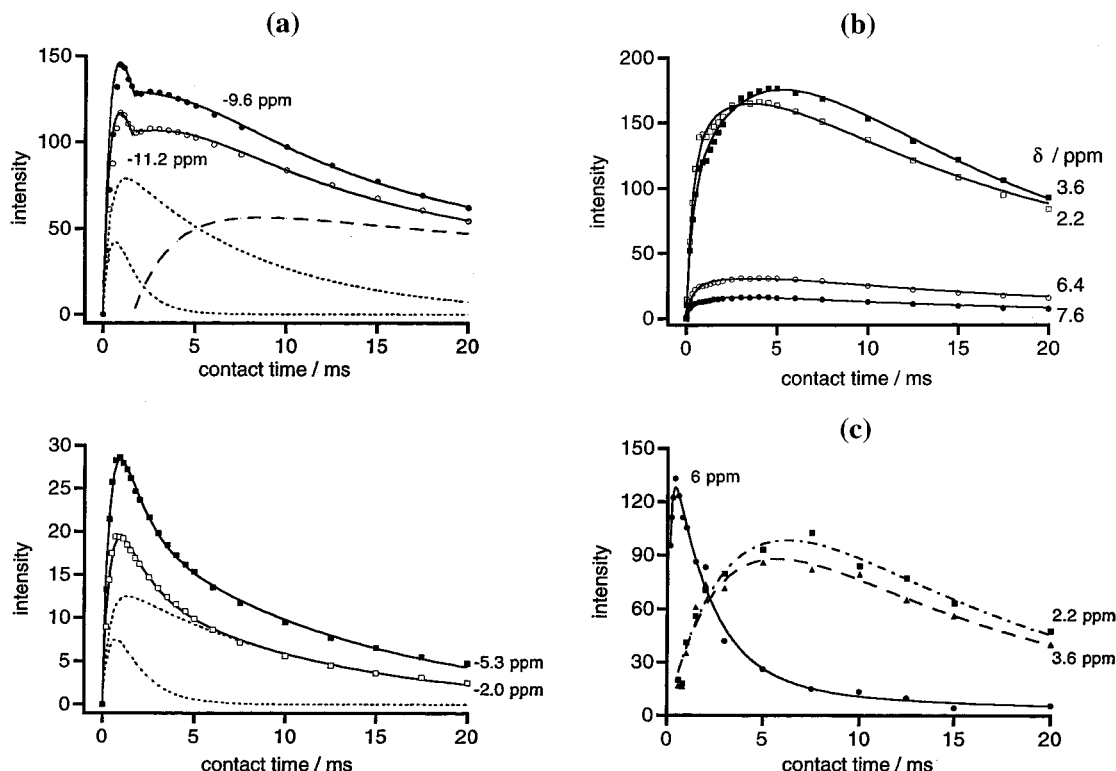 (a)
150
100
50
0
intensity
-9.6 ppm
-11.2 ppm
0
5
10
15
20
contact time / ms
(b)
200
150
100
50
0
intensity
δ / ppm
3.6
2.2
6.4
7.6
0
5
10
15
20
contact time / ms
30
25
20
15
10
5
0
intensity
-5.3 ppm
-2.0 ppm
0
5
10
15
20
contact time / ms
(c)
150
120
90
60
30
0
intensity
6 ppm
2.2 ppm
3.6 ppm
0
5
10
15
20
contact time / ms